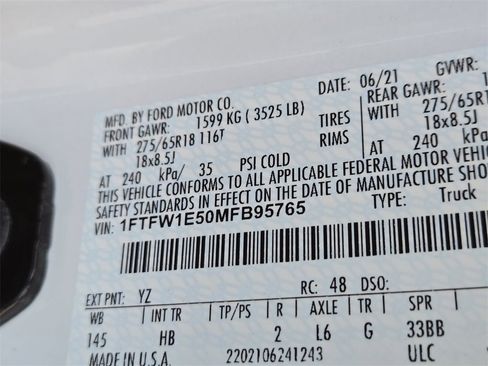 DATE: 06/21 GVWR:
MFD. BY FORD MOTOR CO. REAR GAWR:
FRONT GAWR: 1599 KG ( 3525 LB) 275/65R18
WITH 275/65R18 116T TIRES WITH 18x8.5J
18x8.5J RIMS AT 240 kPa/
AT 240 kPa/ 35 PSI COLD
THIS VEHICLE CONFORMS TO ALL APPLICABLE FEDERAL MOTOR VEHIC
SAFETY STANDARDS IN EFFECT ON THE DATE OF MANUFACTURE SHO
VIN: 1FTFW1E50MFB95765 TYPE: Truck
EXT PNT: YZ RC: 48 DSO:
WB INT TR TP/PS R AXLE TR SPR
145 HB 2 L6 G 33BB
MADE IN U.S.A. 2202106241243 ULC